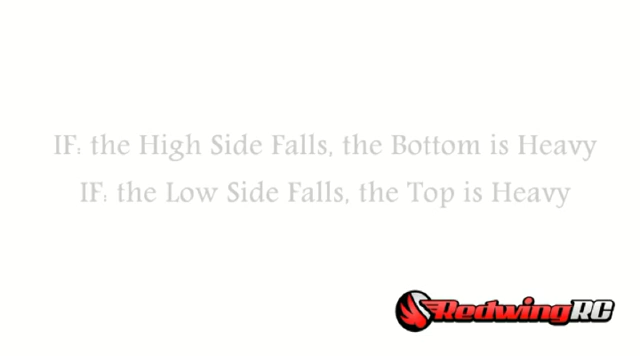 IF: the High Side Falls, the Bottom is Heavy
IF: the Low Side Falls, the Top is Heavy
RedwingRC